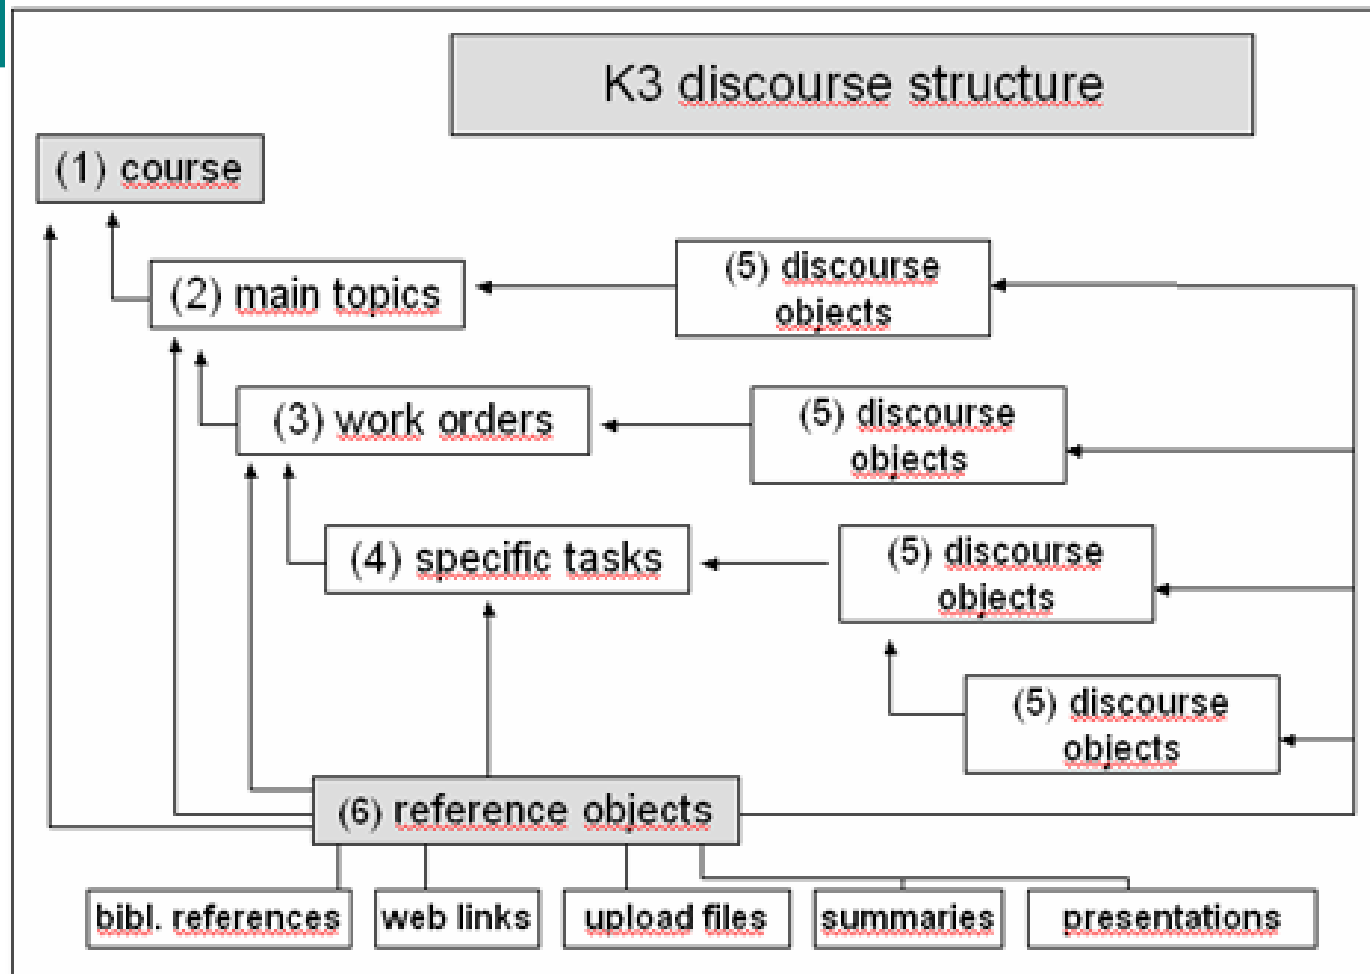 K3 discourse structure
(1) course
(2) main topics
(5) discourse
objects
(3) work orders
(5) discourse
objects
(4) specific tasks
(5) discourse
objects
(5) discourse
objects
(6) reference objects
bibl. references
web links
upload files
summaries
presentations